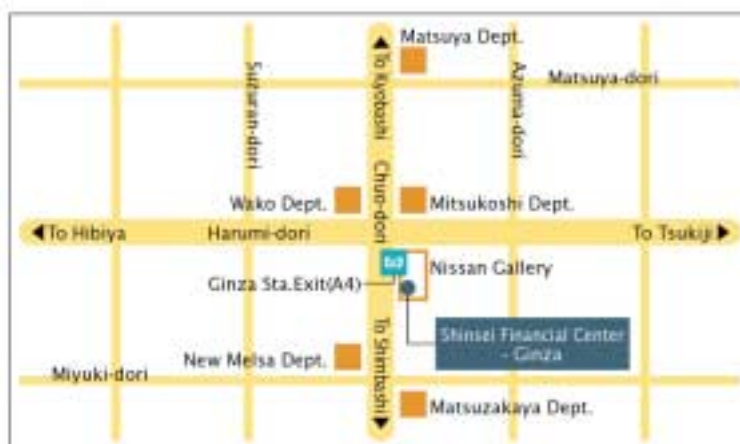 Matsuya Dept.
To Kyobashi
Suzuran-dori
Azuma-dori
Matsuya-dori
Chuo-dori
Wako Dept.
Mitsukoshi Dept.
To Hibiya
Harumi-dori
To Tsukiji
Nissan Gallery
Ginza Sta.Exit(A4)
Shinsei Financial Center
- Ginza
To Shimbashi
New Melsa Dept.
Miyuki-dori
Matsuzakaya Dept.